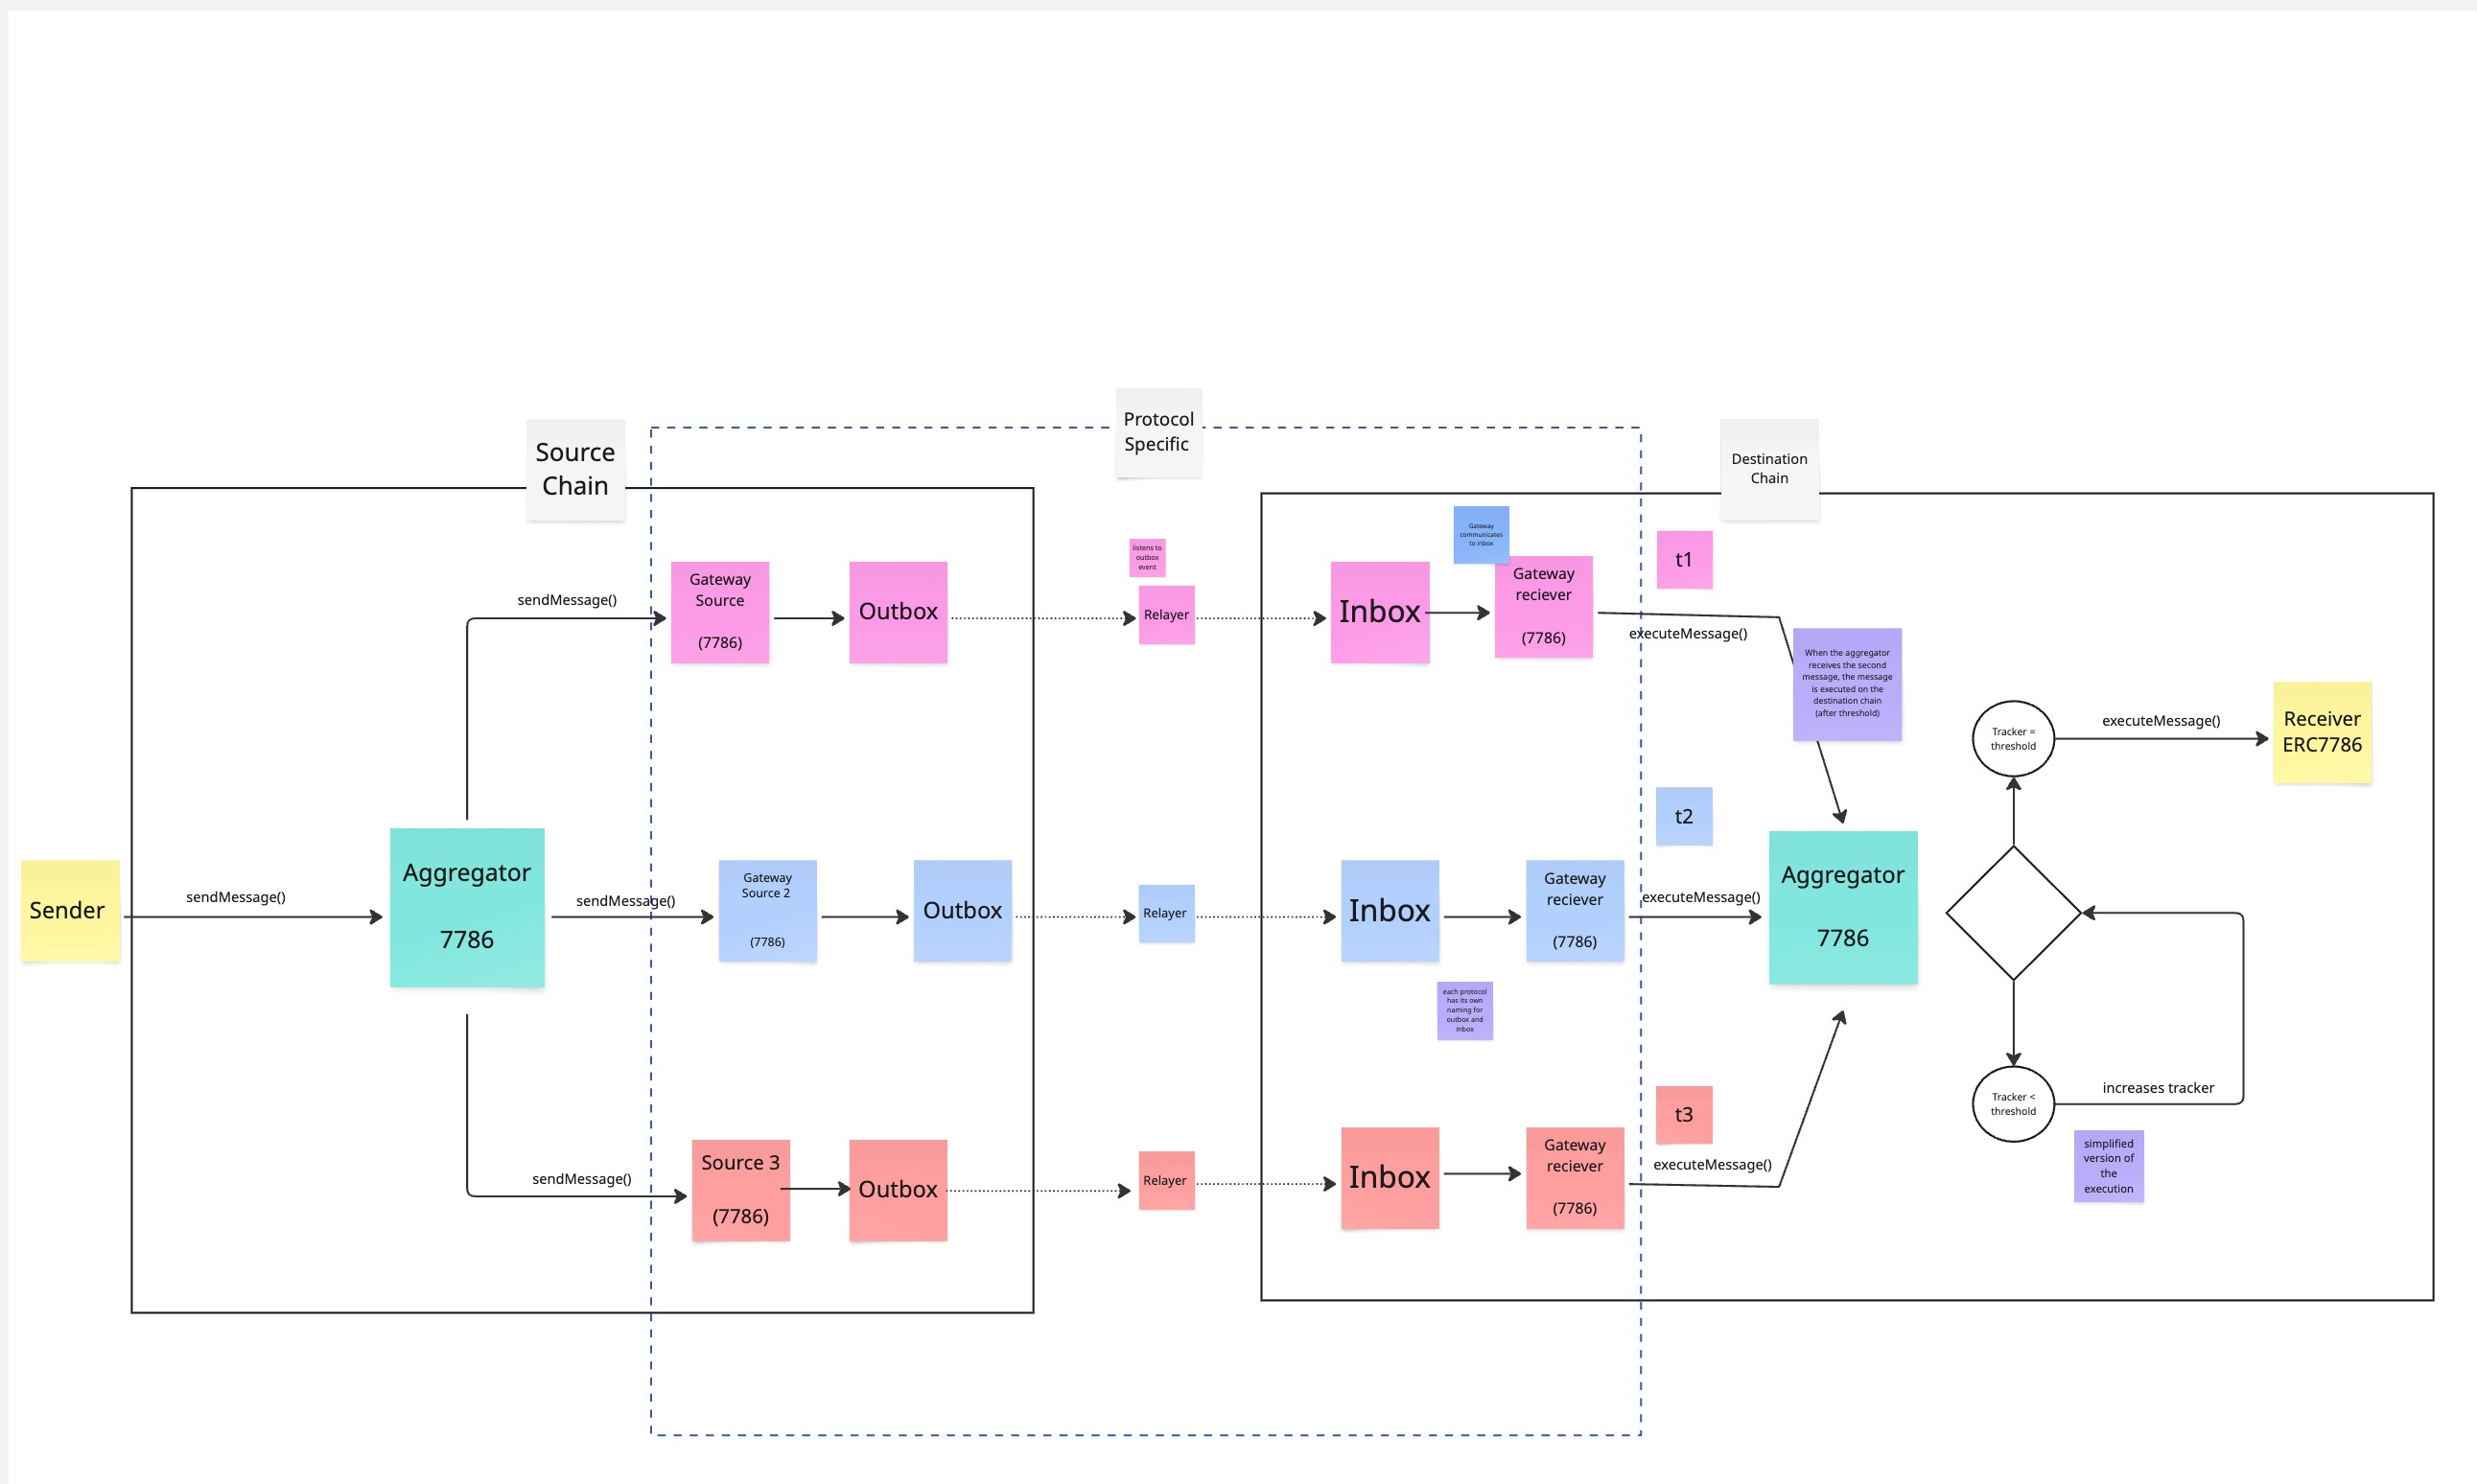 Source
Chain
Protocol
Specific
Destination
Chain
listens to
outbox
event
Gateway
communicates
to inbox
t1
sendMessage()
Gateway
Source
(7786)
Outbox
Relayer
Inbox
Gateway
reciever
(7786)
executeMessage()
When the aggregator
receives the second
message, the message
is executed on the
destination chain
(after threshold)
Tracker =
threshold
executeMessage()
Receiver
ERC7786
Sender
sendMessage()
Aggregator
7786
sendMessage()
Gateway
Source 2
(7786)
Outbox
Relayer
Inbox
Gateway
reciever
(7786)
t2
executeMessage()
Aggregator
7786
each protocol
has its own
naming for
outbox and
inbox
sendMessage()
Source 3
(7786)
Outbox
Relayer
Inbox
Gateway
reciever
(7786)
t3
executeMessage()
Tracker <
threshold
increases tracker
simplified
version of
the
execution